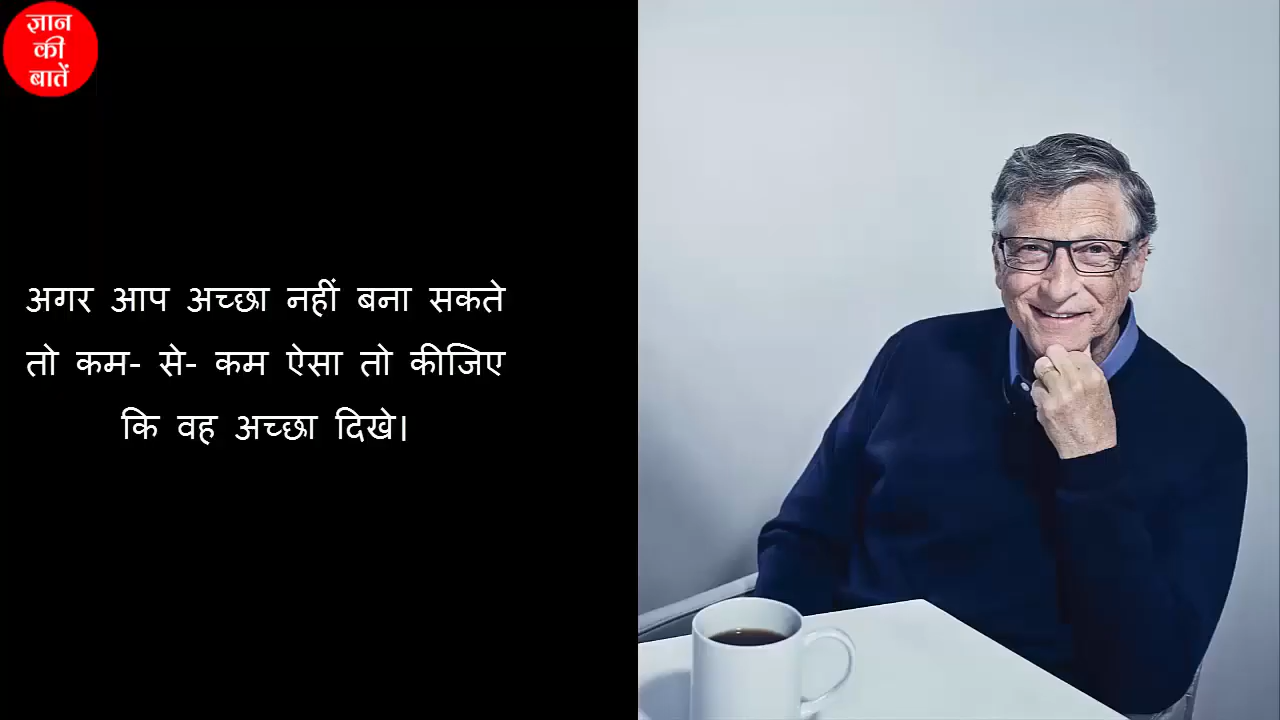 ज्ञान
की
बातें
अगर आप अच्छा नहीं बना सकते
तो कम- से- कम ऐसा तो कीजिए
कि वह अच्छा दिखे।